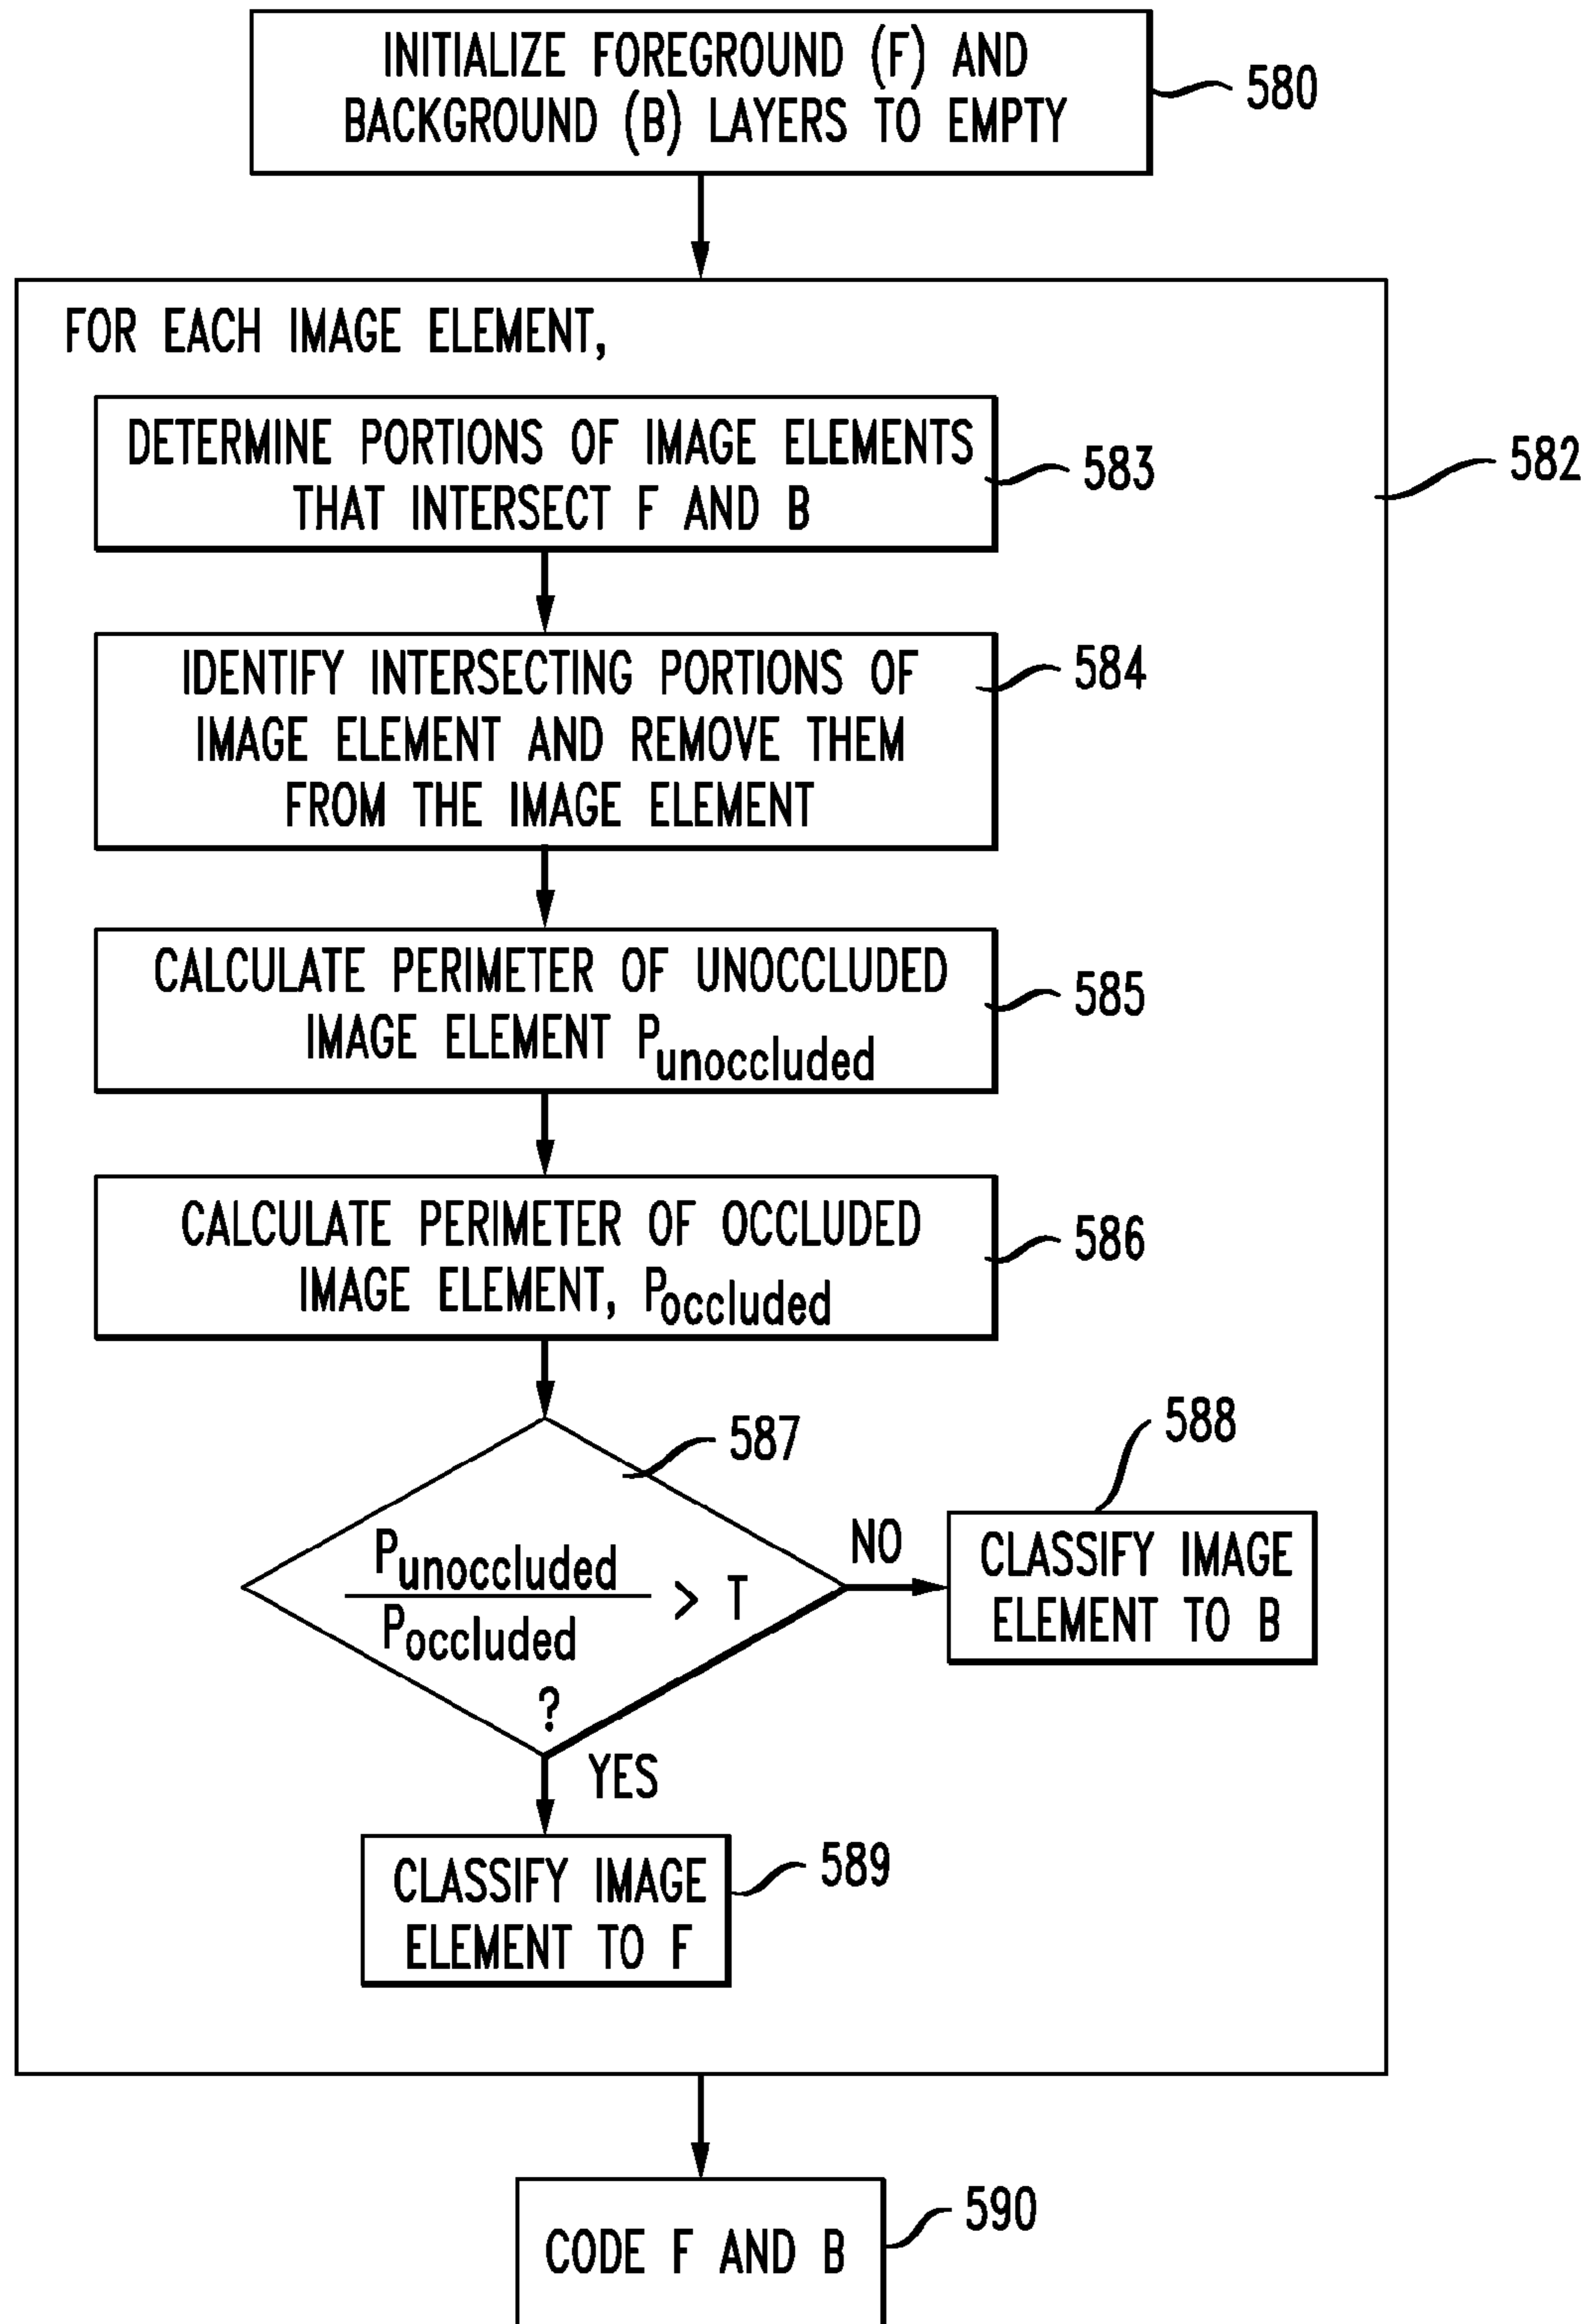 INITIALIZE FOREGROUND (F) AND
BACKGROUND (B) LAYERS TO EMPTY
580
FOR EACH IMAGE ELEMENT,
582
DETERMINE PORTIONS OF IMAGE ELEMENTS
THAT INTERSECT F AND B
583
IDENTIFY INTERSECTING PORTIONS OF
IMAGE ELEMENT AND REMOVE THEM
FROM THE IMAGE ELEMENT
584
CALCULATE PERIMETER OF UNOCCLUDED
IMAGE ELEMENT Punoccluded
585
CALCULATE PERIMETER OF OCCLUDED
IMAGE ELEMENT, Poccluded
586
587
Punoccluded
Poccluded
> T
?
NO
588
CLASSIFY IMAGE
ELEMENT TO B
YES
CLASSIFY IMAGE
ELEMENT TO F
589
CODE F AND B
590